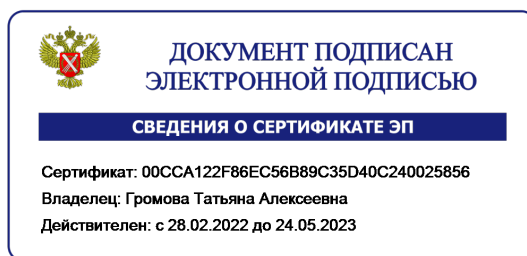 ДОКУМЕНТ ПОДПИСАН
ЭЛЕКТРОННОЙ ПОДПИСЬЮ
СВЕДЕНИЯ О СЕРТИФИКАТЕ ЭП
Сертификат: 00CCA122F86EC56B89C35D40C240025856
Владелец: Громова Татьяна Алексеевна
Действителен: с 28.02.2022 до 24.05.2023